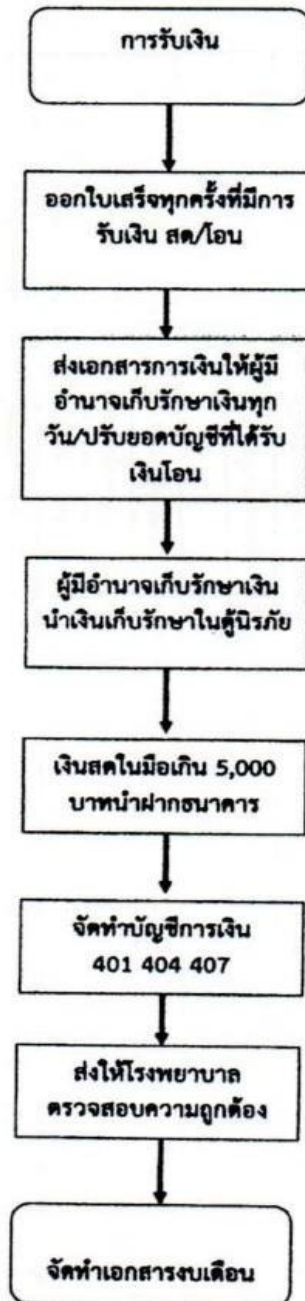 การรับเงิน
ออกใบเสร็จทุกครั้งที่มีการ
รับเงิน สด/โอน
ส่งเอกสารการเงินให้ผู้มี
อำนาจเก็บรักษาเงินทุก
วัน/ปรับยอดบัญชีที่ได้รับ
เงินโอน
ผู้มีอำนาจเก็บรักษาเงิน
นำเงินเก็บรักษาในตู้นิรภัย
เงินสดในมือเกิน 5,000
บาทนำฝากธนาคาร
จัดทำบัญชีการเงิน
401 404 407
ส่งให้โรงพยาบาล
ตรวจสอบความถูกต้อง
จัดทำเอกสารงบเดือน